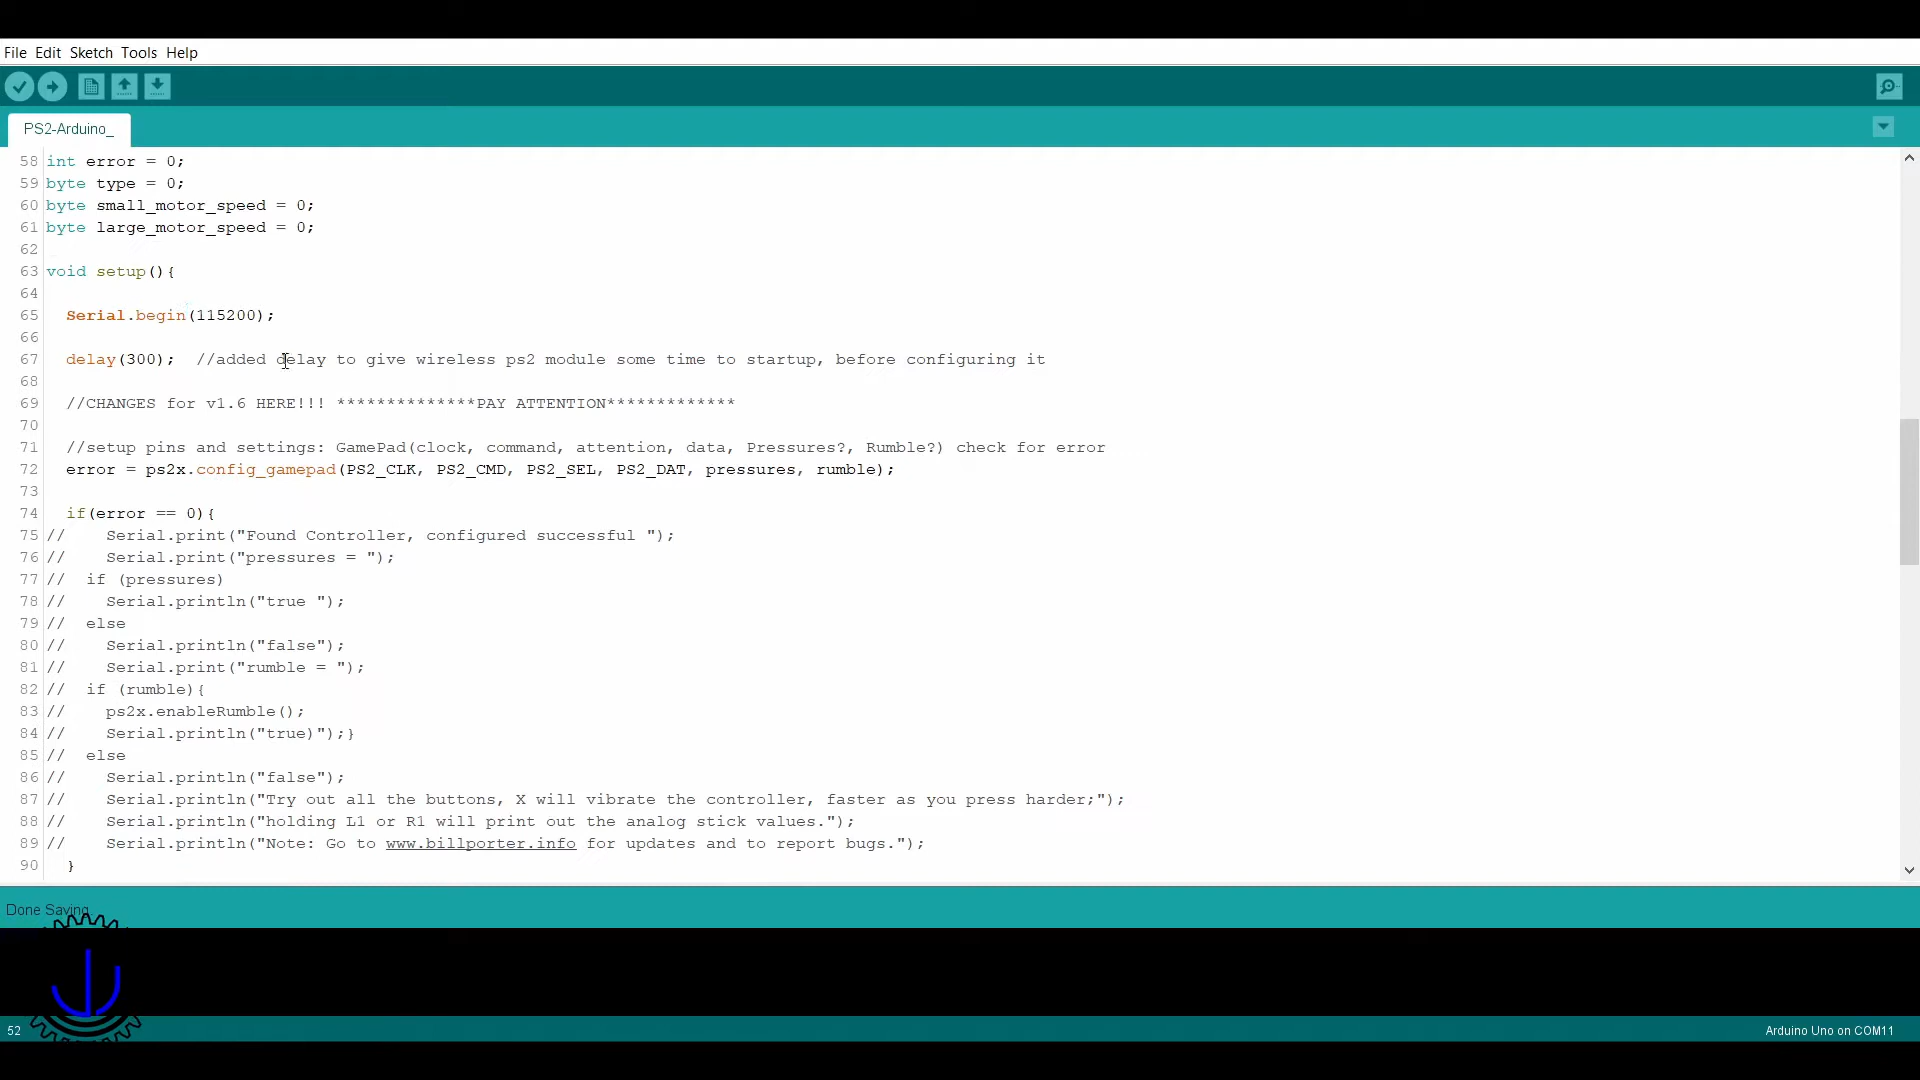 File Edit Sketch Tools Help
PS2-Arduino_
58 int error = 0;
59 byte type = 0;
60 byte small_motor_speed = 0;
61 byte large_motor_speed = 0;
62
63 void setup(){
64
65 Serial.begin(115200);
66
67 delay(300); //added delay to give wireless ps2 module some time to startup, before configuring it
68
69 //CHANGES for v1.6 HERE!!! **************PAY ATTENTION*************
70
71 //setup pins and settings: GamePad(clock, command, attention, data, Pressures?, Rumble?) check for error
72 error = ps2x.config_gamepad(PS2_CLK, PS2_CMD, PS2_SEL, PS2_DAT, pressures, rumble);
73
74 if(error == 0){
75 // Serial.print("Found Controller, configured successful ");
76 // Serial.print("pressures = ");
77 // if (pressures)
78 // Serial.println("true ");
79 // else
80 // Serial.println("false");
81 // Serial.print("rumble = ");
82 // if (rumble){
83 // ps2x.enableRumble();
84 // Serial.println("true)");}
85 // else
86 // Serial.println("false");
87 // Serial.println("Try out all the buttons, X will vibrate the controller, faster as you press harder;");
88 // Serial.println("holding L1 or R1 will print out the analog stick values.");
89 // Serial.println("Note: Go to www.billporter.info for updates and to report bugs.");
90 }
Done Saving.
52 Arduino Uno on COM11